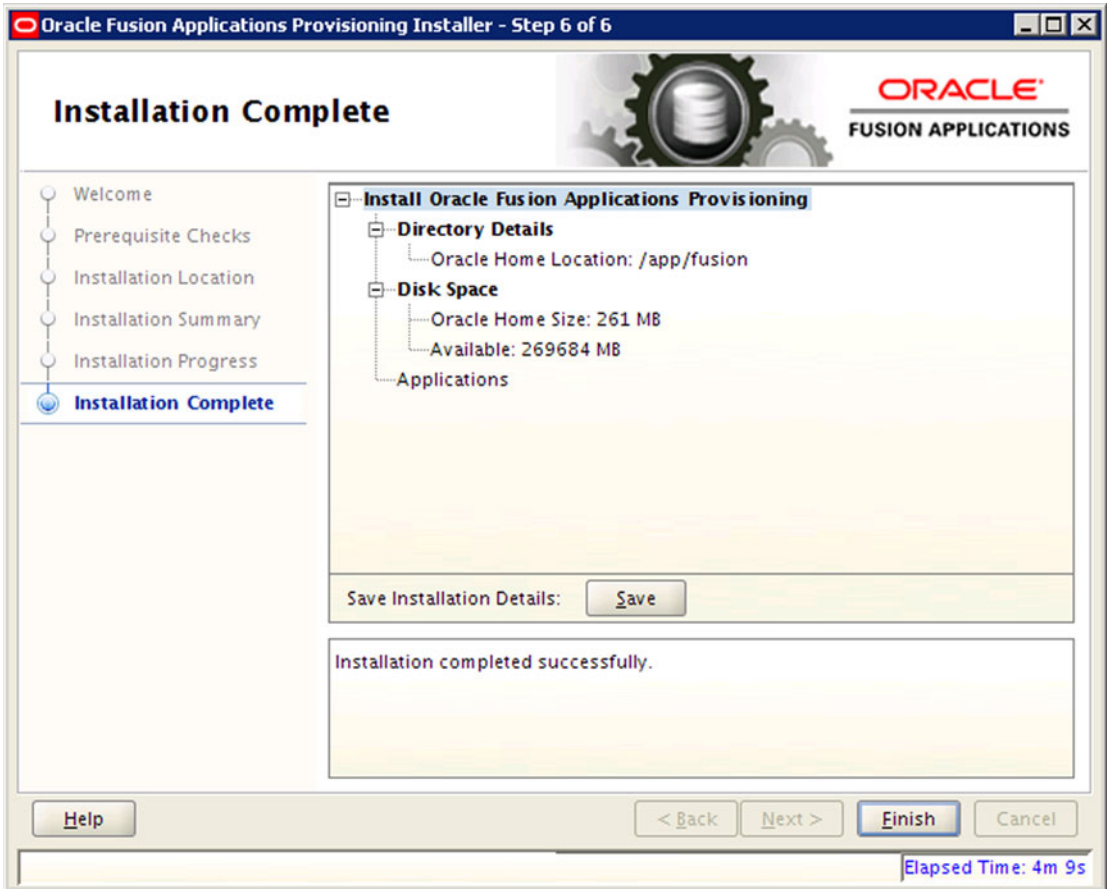 Oracle Fusion Applications Provisioning Installer - Step 6 of 6
Installation Complete
ORACLE
FUSION APPLICATIONS
Welcome
Prerequisite Checks
Installation Location
Installation Summary
Installation Progress
Installation Complete
Install Oracle Fusion Applications Provisioning
Directory Details
Oracle Home Location: /app/fusion
Disk Space
Oracle Home Size: 261 MB
Available: 269684 MB
Applications
Save Installation Details: Save
Installation completed successfully.
Help < Back Next > Finish Cancel
Elapsed Time: 4m 9s